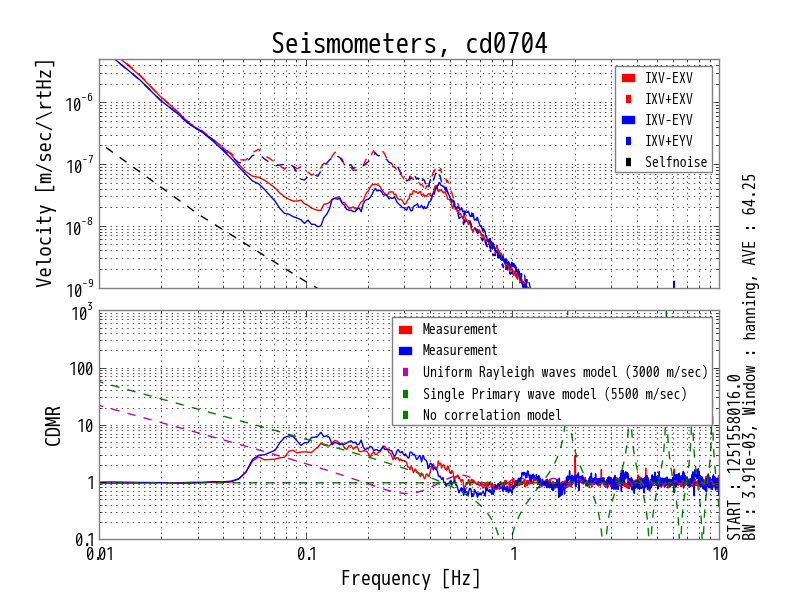 Seismometers, cd0704
Velocity [m/sec/\rtHz]
10^-6
10^-7
10^-8
10^-9
IXV-EXV
IXV+EXV
IXV-EYV
IXV+EYV
Selfnoise
CDMR
10^3
100
10
1
0.1
Measurement
Measurement
Uniform Rayleigh waves model (3000 m/sec)
Single Primary wave model (5500 m/sec)
No correlation model
0.01
0.1
1
10
Frequency [Hz]
START : 1251558016.0
BW : 3.91e-03, Window : hanning, AVE : 64.25